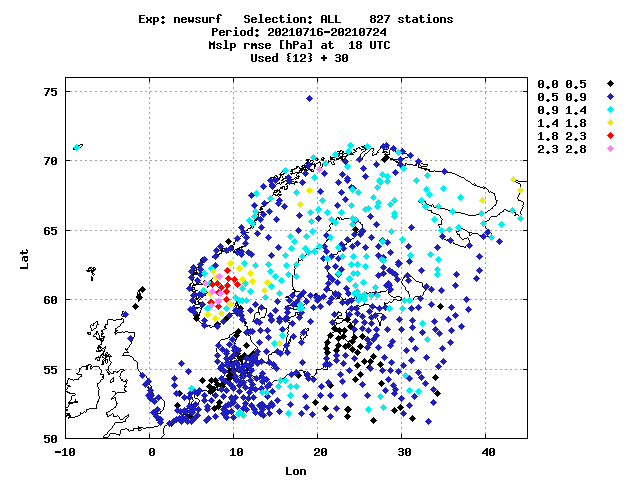 Exp: newsurf   Selection: ALL    827 stations
Period: 20210716-20210724
Mslp rmse [hPa] at  18 UTC
Used {12} + 30
0.0 0.5
0.5 0.9
0.9 1.4
1.4 1.8
1.8 2.3
2.3 2.8
75
70
65
60
55
50
Lat
-10 0 10 20 30 40
Lon